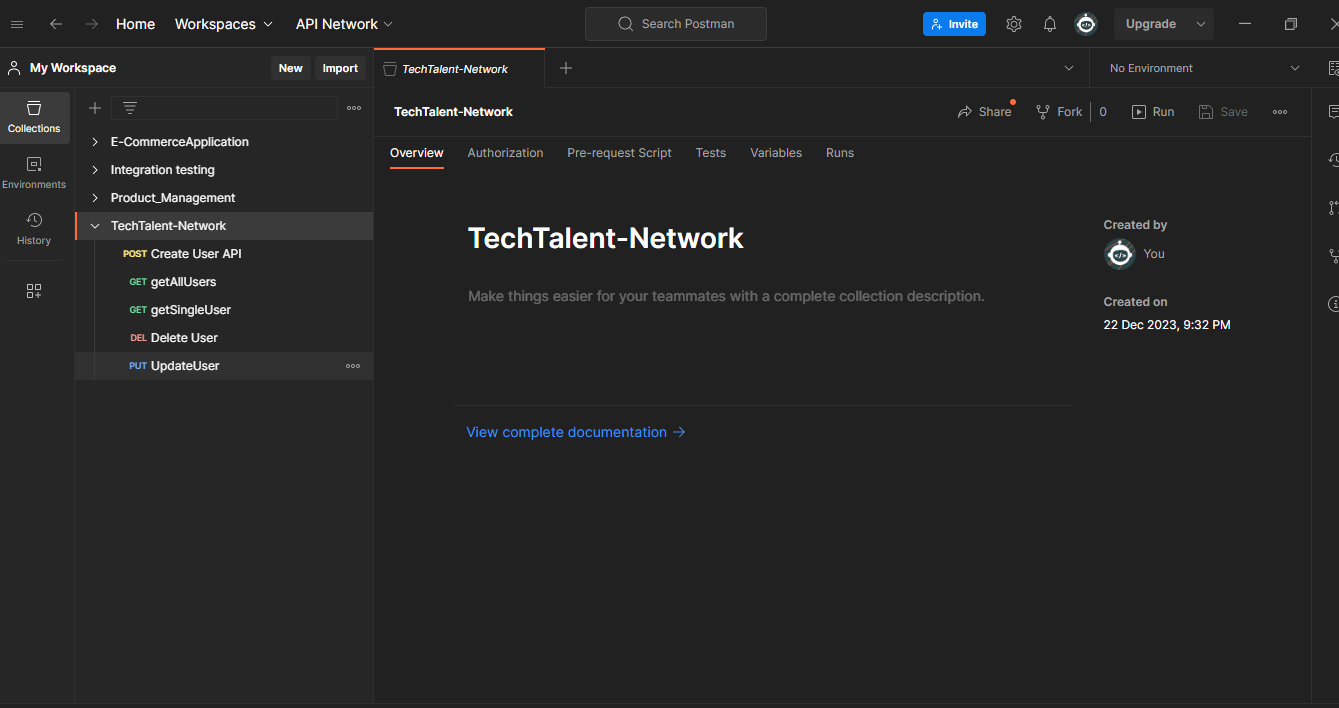 Home Workspaces API Network Search Postman Invite Upgrade
My Workspace New Import TechTalent-Network No Environment
Collections
Environments
History
E-CommerceApplication
Integration testing
Product_Management
TechTalent-Network
POST Create User API
GET getAllUsers
GET getSingleUser
DEL Delete User
PUT UpdateUser
TechTalent-Network Share Fork 0 Run Save
Overview Authorization Pre-request Script Tests Variables Runs
TechTalent-Network
Make things easier for your teammates with a complete collection description.
View complete documentation →
Created by
You
Created on
22 Dec 2023, 9:32 PM